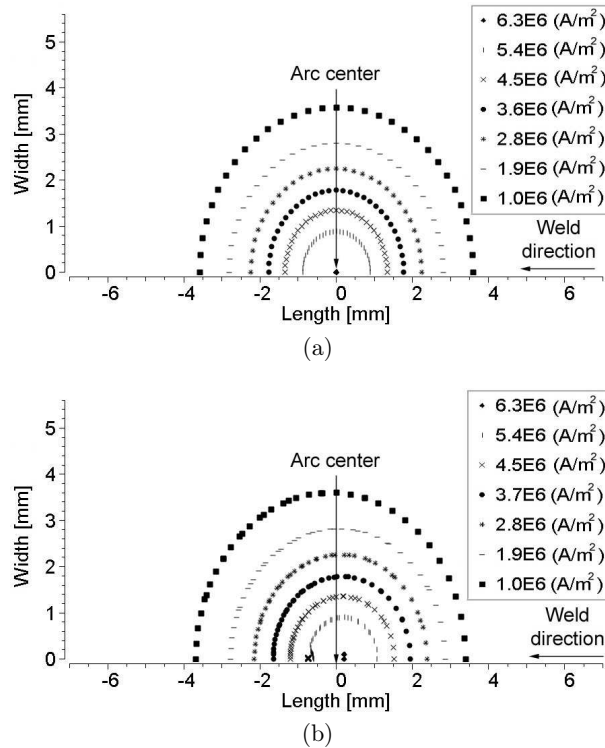 6.3E6 (A/m²)
5.4E6 (A/m²)
4.5E6 (A/m²)
3.6E6 (A/m²)
2.8E6 (A/m²)
1.9E6 (A/m²)
1.0E6 (A/m²)
Arc center
Weld
direction
Width [mm]
5
4
3
2
1
0
-6
-4
-2
0
2
4
6
Length [mm]
(a)
6.3E6 (A/m²)
5.4E6 (A/m²)
4.5E6 (A/m²)
3.7E6 (A/m²)
2.8E6 (A/m²)
1.9E6 (A/m²)
1.0E6 (A/m²)
Arc center
Weld
direction
Width [mm]
5
4
3
2
1
0
-6
-4
-2
0
2
4
6
Length [mm]
(b)